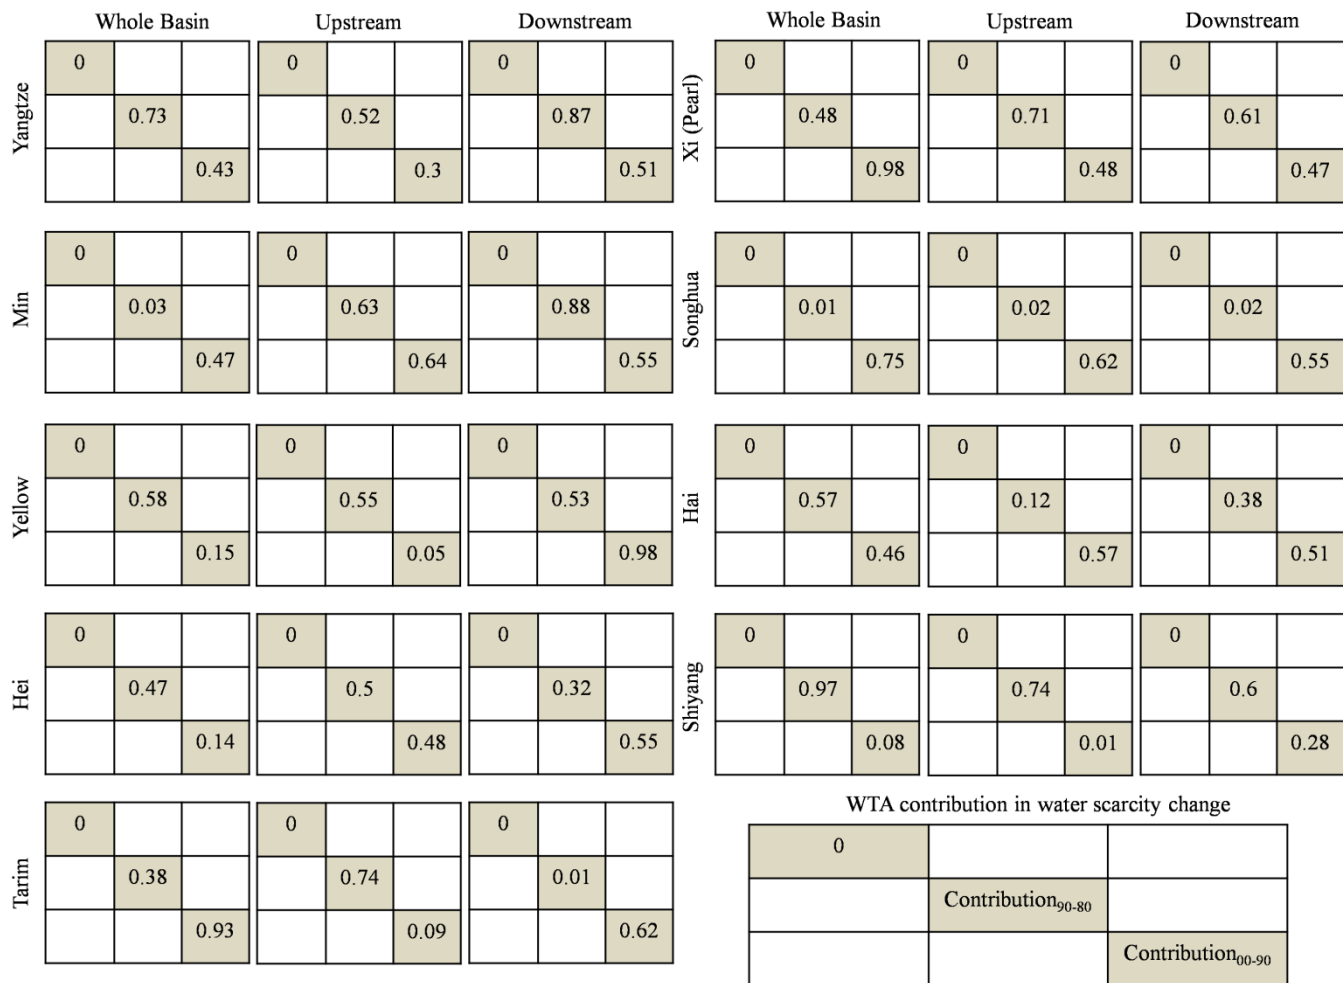 Whole Basin Upstream Downstream Whole Basin Upstream Downstream
Yangtze
0 0 0
0.73 0.52 0.87
0.43 0.3 0.51
Xi (Pearl)
0 0 0
0.48 0.71 0.61
0.98 0.48 0.47
Min
0 0 0
0.03 0.63 0.88
0.47 0.64 0.55
Songhua
0 0 0
0.01 0.02 0.02
0.75 0.62 0.55
Yellow
0 0 0
0.58 0.55 0.53
0.15 0.05 0.98
Hai
0 0 0
0.57 0.12 0.38
0.46 0.57 0.51
Hei
0 0 0
0.47 0.5 0.32
0.14 0.48 0.55
Shiyang
0 0 0
0.97 0.74 0.6
0.08 0.01 0.28
Tarim
0 0 0
0.38 0.74 0.01
0.93 0.09 0.62
WTA contribution in water scarcity change
0
Contribution90-80
Contribution00-90